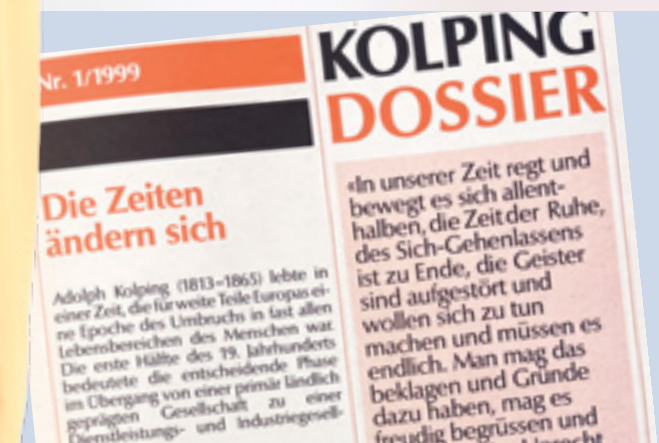 Nr. 1/1999
KOLPING
DOSSIER
Die Zeiten
ändern sich
Adolph Kolping (1813–1865) lebte in
einer Zeit, die für weite Teile Europas ei-
ne Epoche des Umbruchs in fast allen
Lebensbereichen des Menschen war.
Die erste Hälfte des 19. Jahrhunderts
bedeutete die entscheidende Phase
im Übergang von einer primär ländlich
geprägten Gesellschaft zu einer
Dienstleistungs- und Industriegesell-
«In unserer Zeit regt und
bewegt es sich allent-
halben, die Zeit der Ruhe,
des Sich-Gehenlassens
ist zu Ende, die Geister
sind aufgestört und
wollen sich zu tun
machen und müssen es
endlich. Man mag das
beklagen und Gründe
dazu haben, mag es
freudig begrüssen und